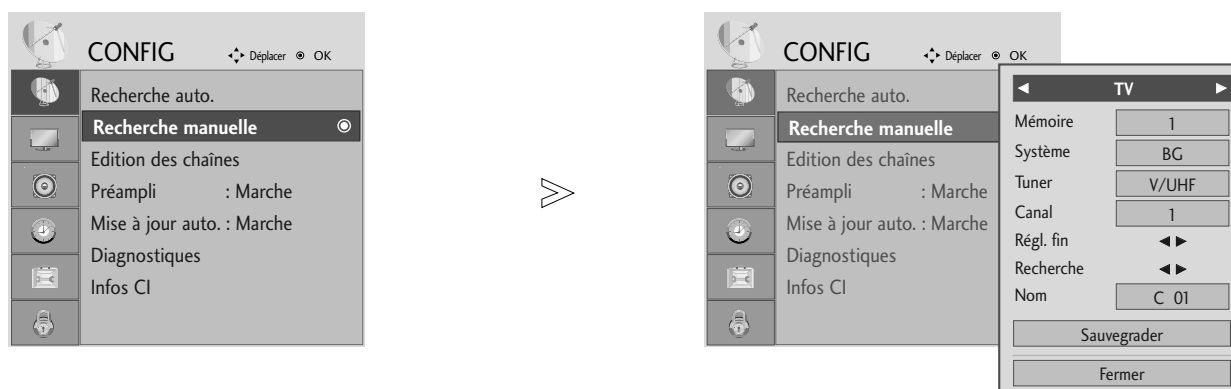 CONFIG
Déplacer OK
Recherche auto.
Recherche manuelle
Edition des chaînes
Préampli : Marche
Mise à jour auto. : Marche
Diagnostiques
Infos CI
CONFIG
Déplacer OK
Recherche auto.
Recherche manuelle
Edition des chaînes
Préampli : Marche
Mise à jour auto. : Marche
Diagnostiques
Infos CI
TV
Mémoire 1
Système BG
Tuner V/UHF
Canal 1
Régl. fin
Recherche
Nom C 01
Sauvegrader
Fermer